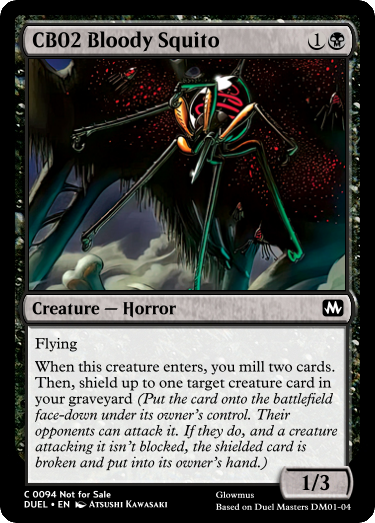 CB02 Bloody Squito
1
Creature — Horror
Flying
When this creature enters, you mill two cards.
Then, shield up to one target creature card in
your graveyard (Put the card onto the battlefield
face-down under its owner's control. Their
opponents can attack it. If they do, and a creature
attacking it isn't blocked, the shielded card is
broken and put into its owner's hand.)
1/3
C 0094 Not for Sale
DUEL • EN Atsushi Kawasaki
Glowmus
Based on Duel Masters DM01-04